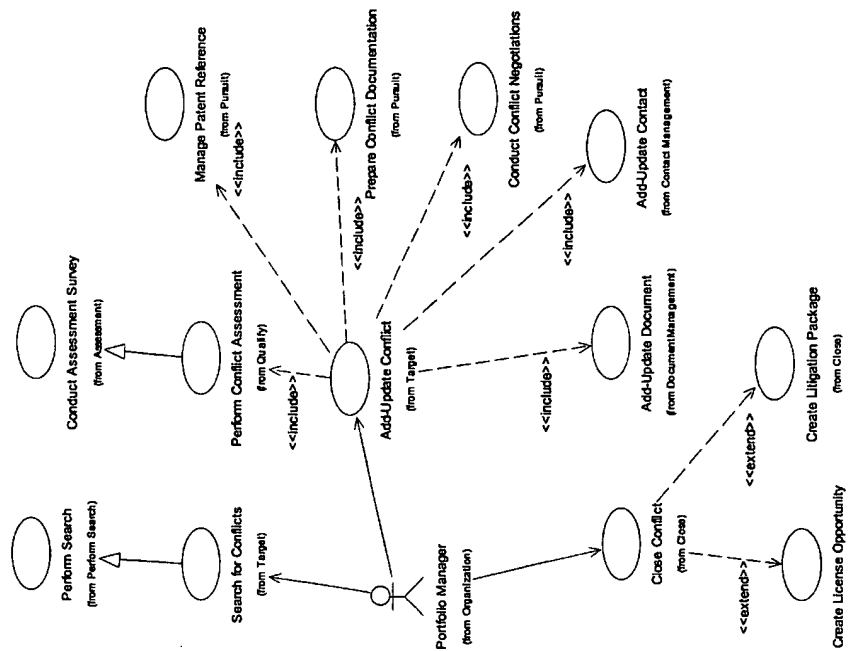 Manage Patent Reference
(from Pursuit)
<<include>>
Prepare Conflict Documentation
(from Pursuit)
<<include>>
Conduct Conflict Negotiations
(from Pursuit)
<<include>>
Add-Update Contact
(from Contact Management)
<<include>>
Conduct Assessment Survey
(from Assessment)
Perform Conflict Assessment
(from Qualify)
<<include>>
Add-Update Conflict
(from Target)
<<include>>
Add-Update Document
(from Document Management)
Perform Search
(from Perform Search)
Search for Conflicts
(from Target)
Portfolio Manager
(from Organization)
Close Conflict
(from Close)
<<extend>>
Create Litigation Package
(from Close)
<<extend>>
Create License Opportunity